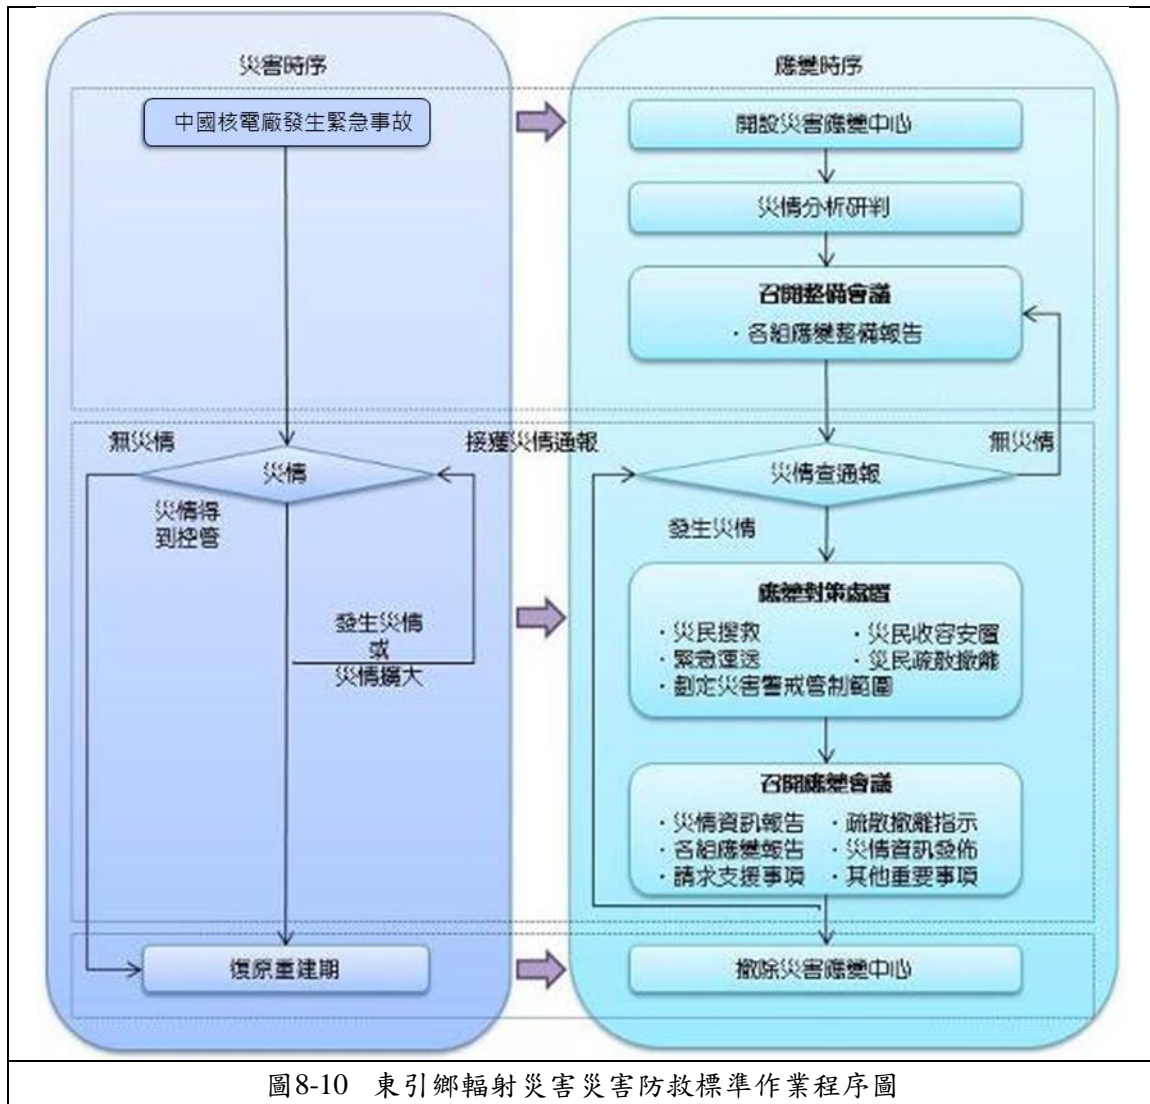 災害時序
應變時序
中國核電廠發生緊急事故
開設災害應變中心
災情分析研判
召開整備會議
・各組應變整備報告
無災情
接獲災情通報
無災情
災情
災情查通報
災情得
到控管
發生災情
發生災情
或
災情擴大
應變對策處置
・災民搜救
・災民收容安置
・緊急運送
・災民疏散撤離
・劃定災害警戒管制範圍
召開應變會議
・災情資訊報告
・疏散撤離指示
・各組應變報告
・災情資訊發佈
・請求支援事項
・其他重要事項
復原重建期
撤除災害應變中心
圖8-10 東引鄉輻射災害災害防救標準作業程序圖